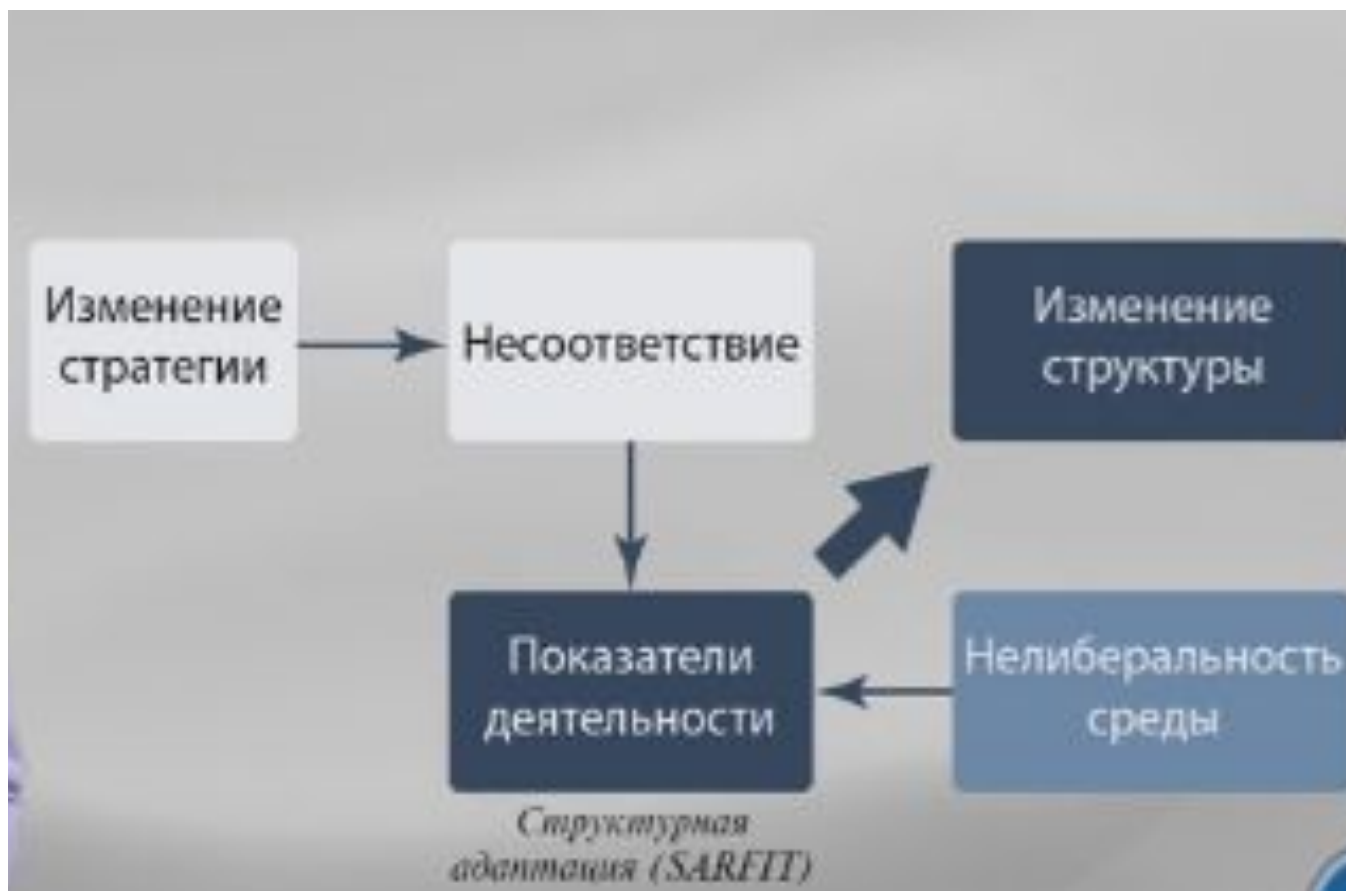 Изменение
стратегии
Несоответствие
Изменение
структуры
Показатели
деятельности
Нелиберальность
среды
Структурная
адаптация (SARFIT)